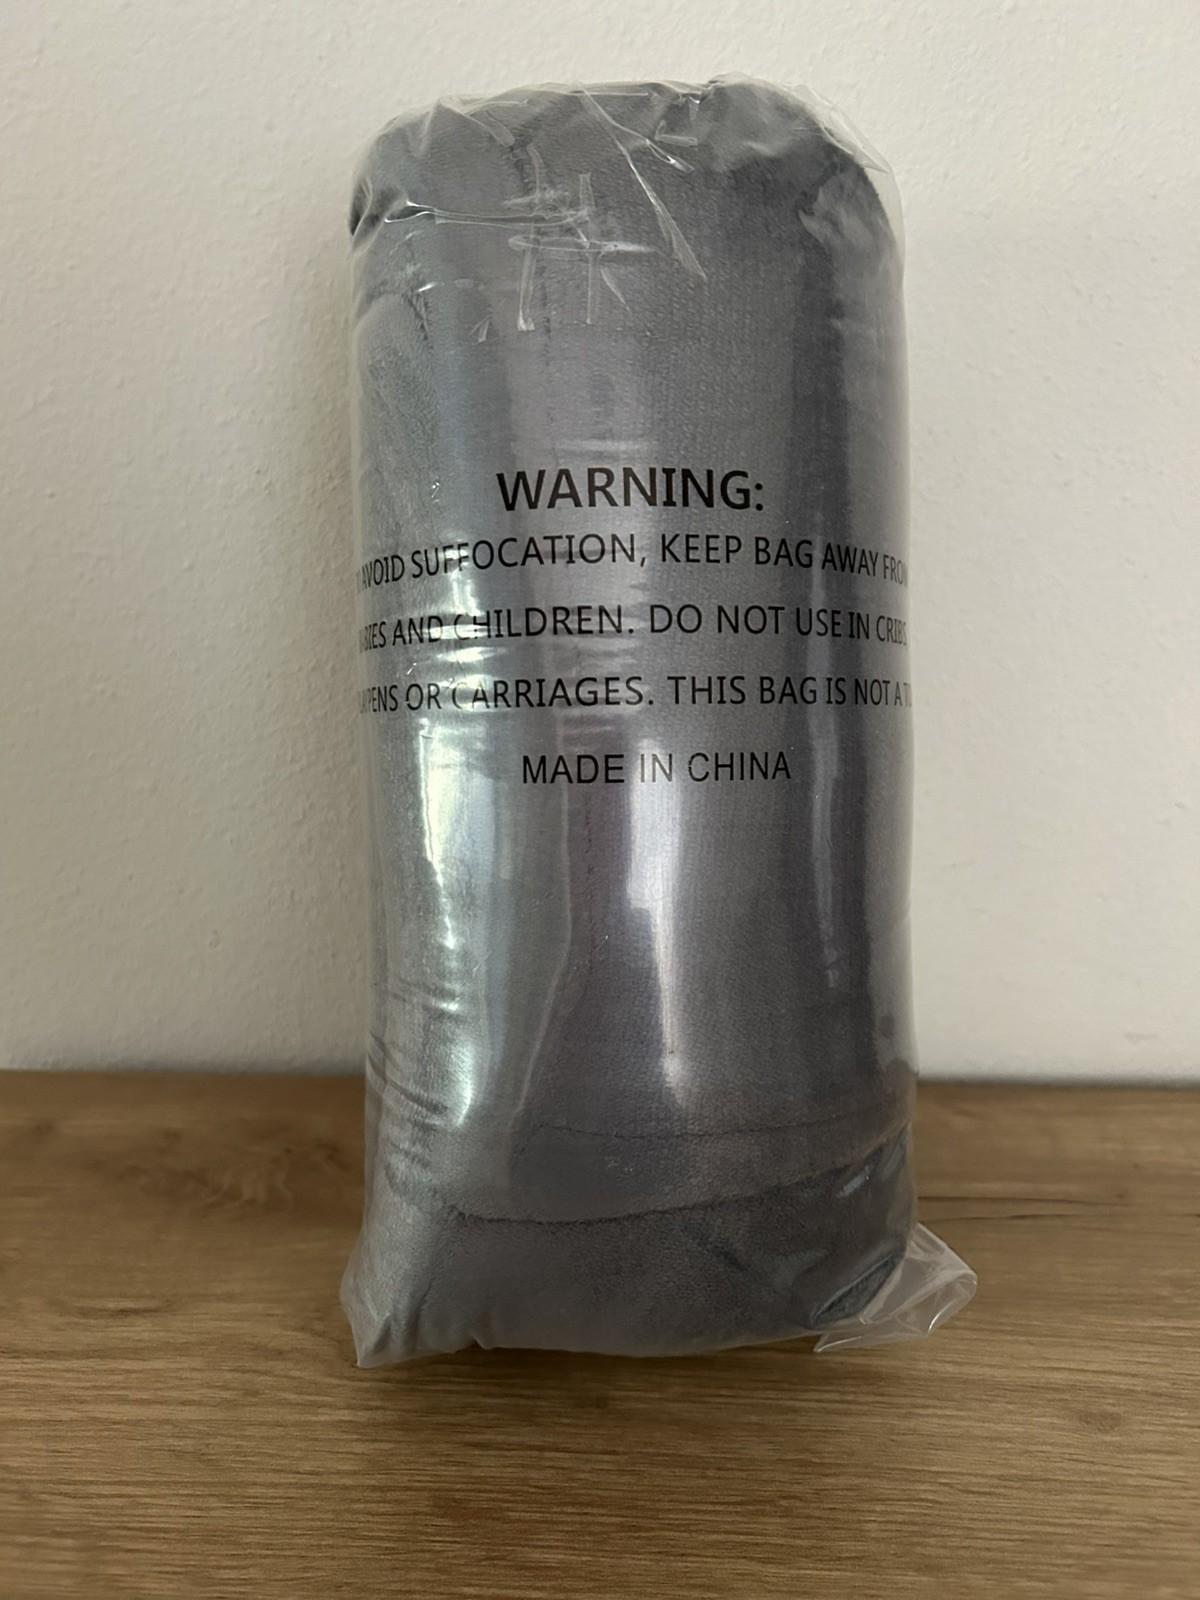 WARNING:
AVOID SUFFOCATION, KEEP BAG AWAY FROM
AND CHILDREN. DO NOT USE IN CRIBS
OR CARRIAGES. THIS BAG IS NOT A
MADE IN CHINA